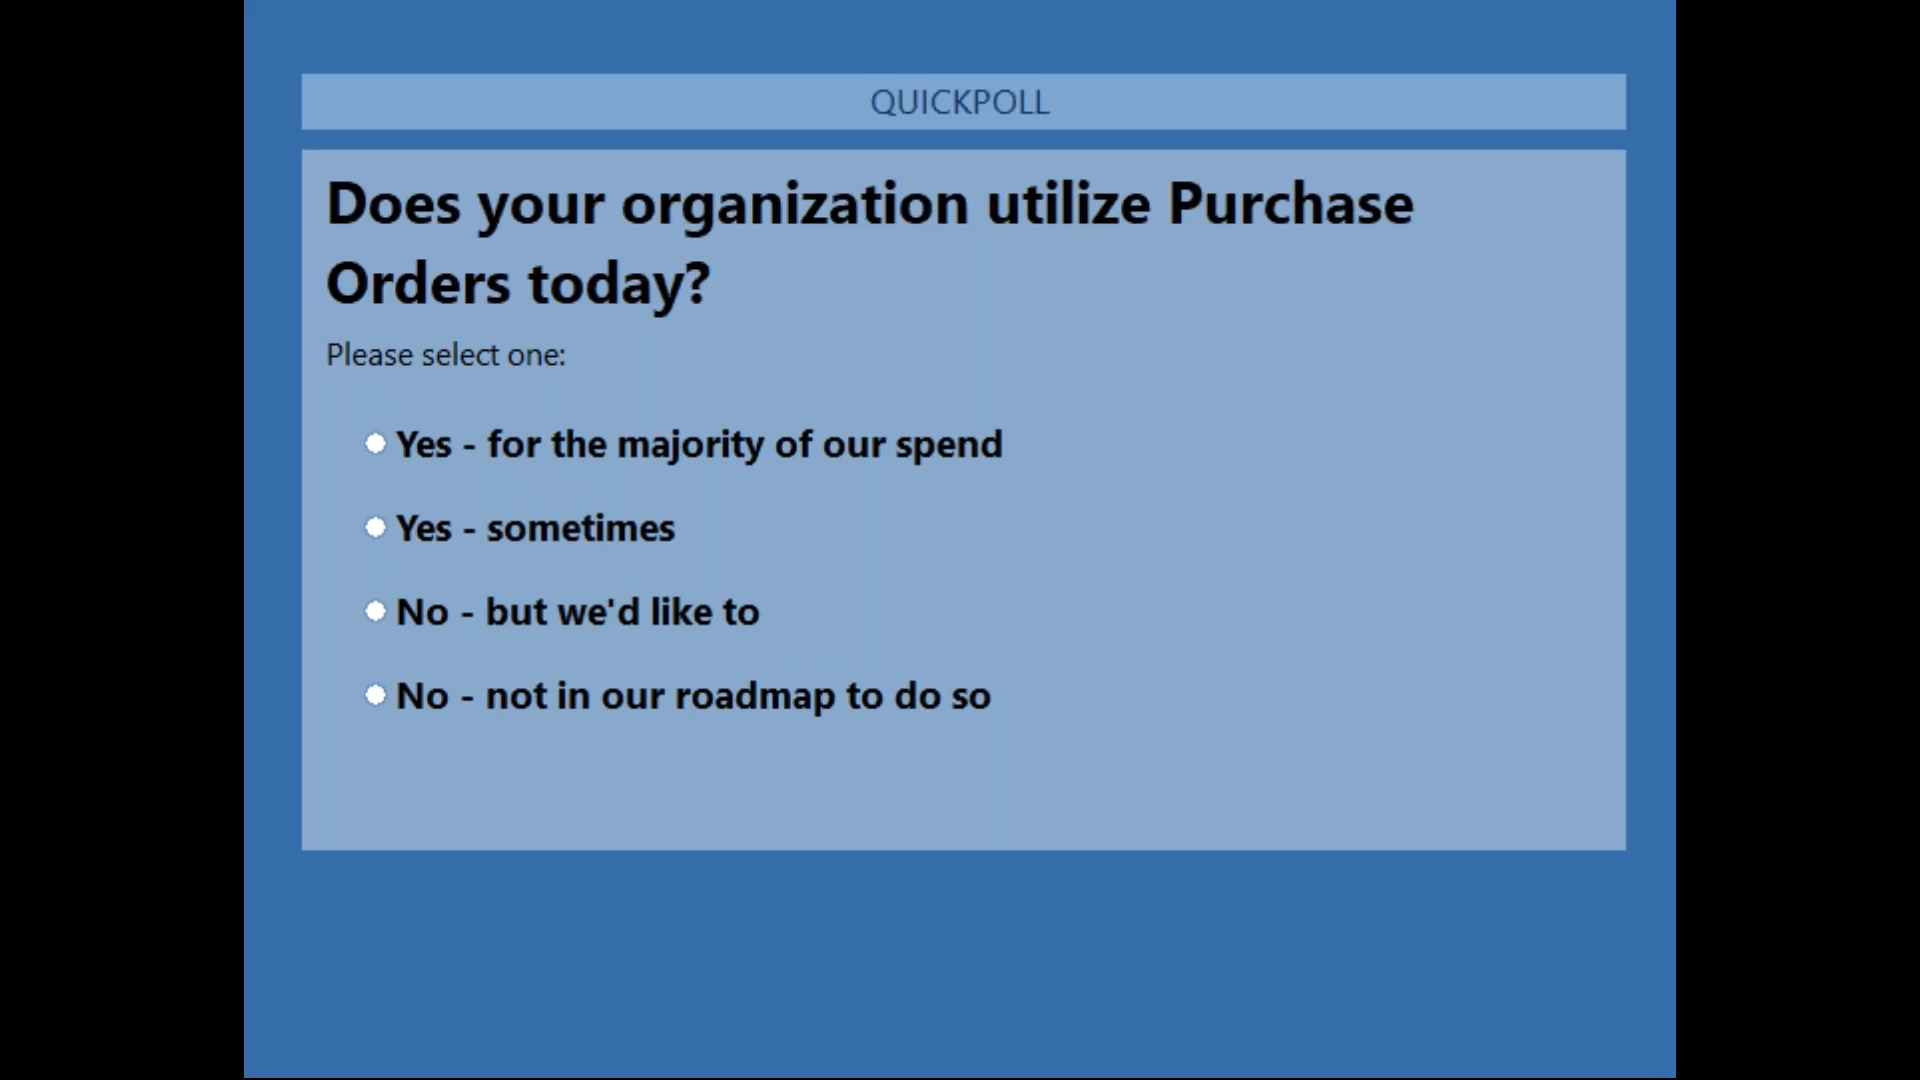 QUICKPOLL
Does your organization utilize Purchase
Orders today?
Please select one:
Yes - for the majority of our spend
Yes - sometimes
No - but we'd like to
No - not in our roadmap to do so